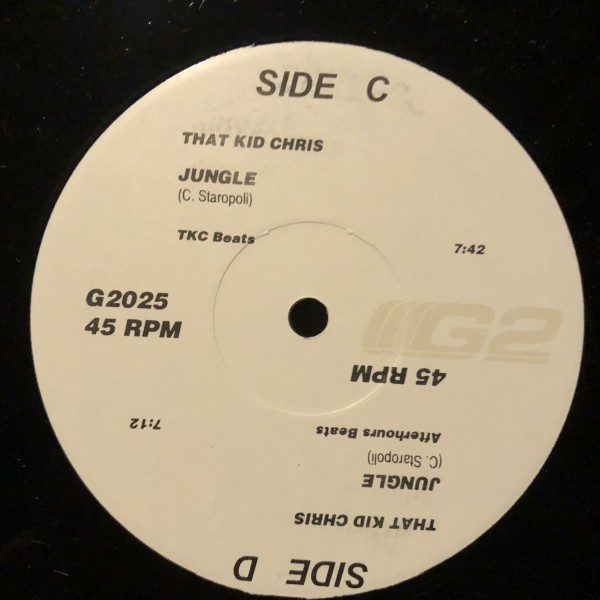 SIDE C
THAT KID CHRIS
JUNGLE
(C. Staropoli)
TKC Beats
7:42
G2025
45 RPM
G2
SIDE D
THAT KID CHRIS
JUNGLE
(C. Staropoli)
Afterhours Beats
7:12
45 RPM